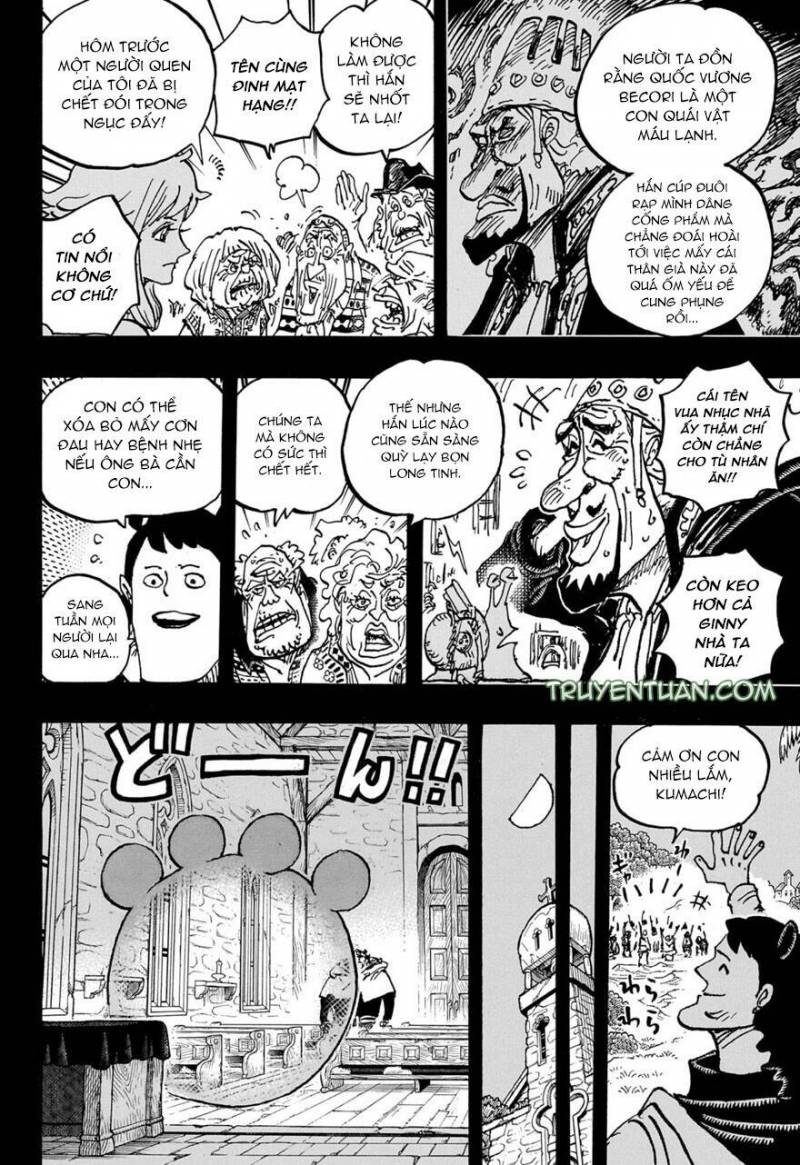 NGƯỜI TA ĐỒN
RẰNG QUỐC VƯƠNG
BECORI LÀ MỘT
CON QUÁI VẬT
MÁU LẠNH.
HẮN CÚP ĐUÔI
RẠP MÌNH DÂNG
CỐNG PHẨM MÀ
CHẲNG ĐOÁI HOÀI
TỚI VIỆC MẤY CÁI
THÂN GIÀ NÀY ĐÃ
QUÁ ỐM YẾU ĐỂ
CUNG PHỤNG
RỒI...
KHÔNG
LÀM ĐƯỢC
THÌ HẮN
SẼ NHỐT
TA LẠI!
TÊN CÙNG
ĐINH MẠT
HẠNG!!
HÔM TRƯỚC
MỘT NGƯỜI QUEN
CỦA TÔI ĐÃ BỊ
CHẾT ĐÓI TRONG
NGỤC ĐẤY!
CÓ
TIN NỔI
KHÔNG
CƠ CHỨ!
CÁI TÊN
VUA NHỤC NHÃ
ẤY THẬM CHÍ
CÒN CHẲNG
CHO TÙ NHÂN
ĂN!!
CÒN KEO
HƠN CẢ
GINNY
NHÀ TA
NỮA!
THẾ NHƯNG
HẮN LÚC NÀO
CŨNG SẴN SÀNG
QUỲ LẠY BỌN
LONG TINH.
CHÚNG TA
MÀ KHÔNG
CÓ SỨC THÌ
CHẾT HẾT.
CON CÓ THỂ
XÓA BỎ MẤY CƠN
ĐAU HAY BỆNH NHẸ
NẾU ÔNG BÀ CẦN
CON...
SANG
TUẦN MỌI
NGƯỜI LẠI
QUA NHA...
TRUYENTUAN.COM
CẢM ƠN CON
NHIỀU LẮM,
KUMACHI!
わら
わら
どーん!!